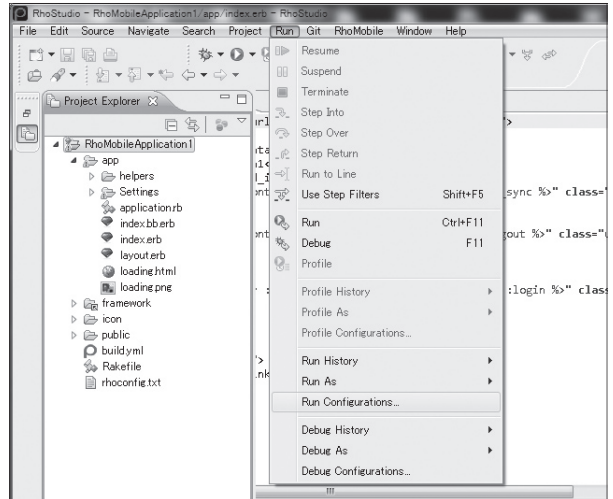 RhoStudio - RhoMobileApplication1/app/index.erb - RhoStudio
File Edit Source Navigate Search Project Run Git RhoMobile Window Help
Project Explorer
RhoMobileApplication1
app
helpers
Settings
application.rb
index.bb.erb
index.erb
layout.erb
loading.html
loading.png
framework
icon
public
build.yml
Rakefile
rhoconfig.txt
Resume
Suspend
Terminate
Step Into
Step Over
Step Return
Run to Line
Use Step Filters Shift+F5
Run Ctrl+F11
Debug F11
Profile
Profile History
Profile As
Profile Configurations...
Run History
Run As
Run Configurations...
Debug History
Debug As
Debug Configurations...
_sync %>" class="
gout %>" class="u
:login %>" class